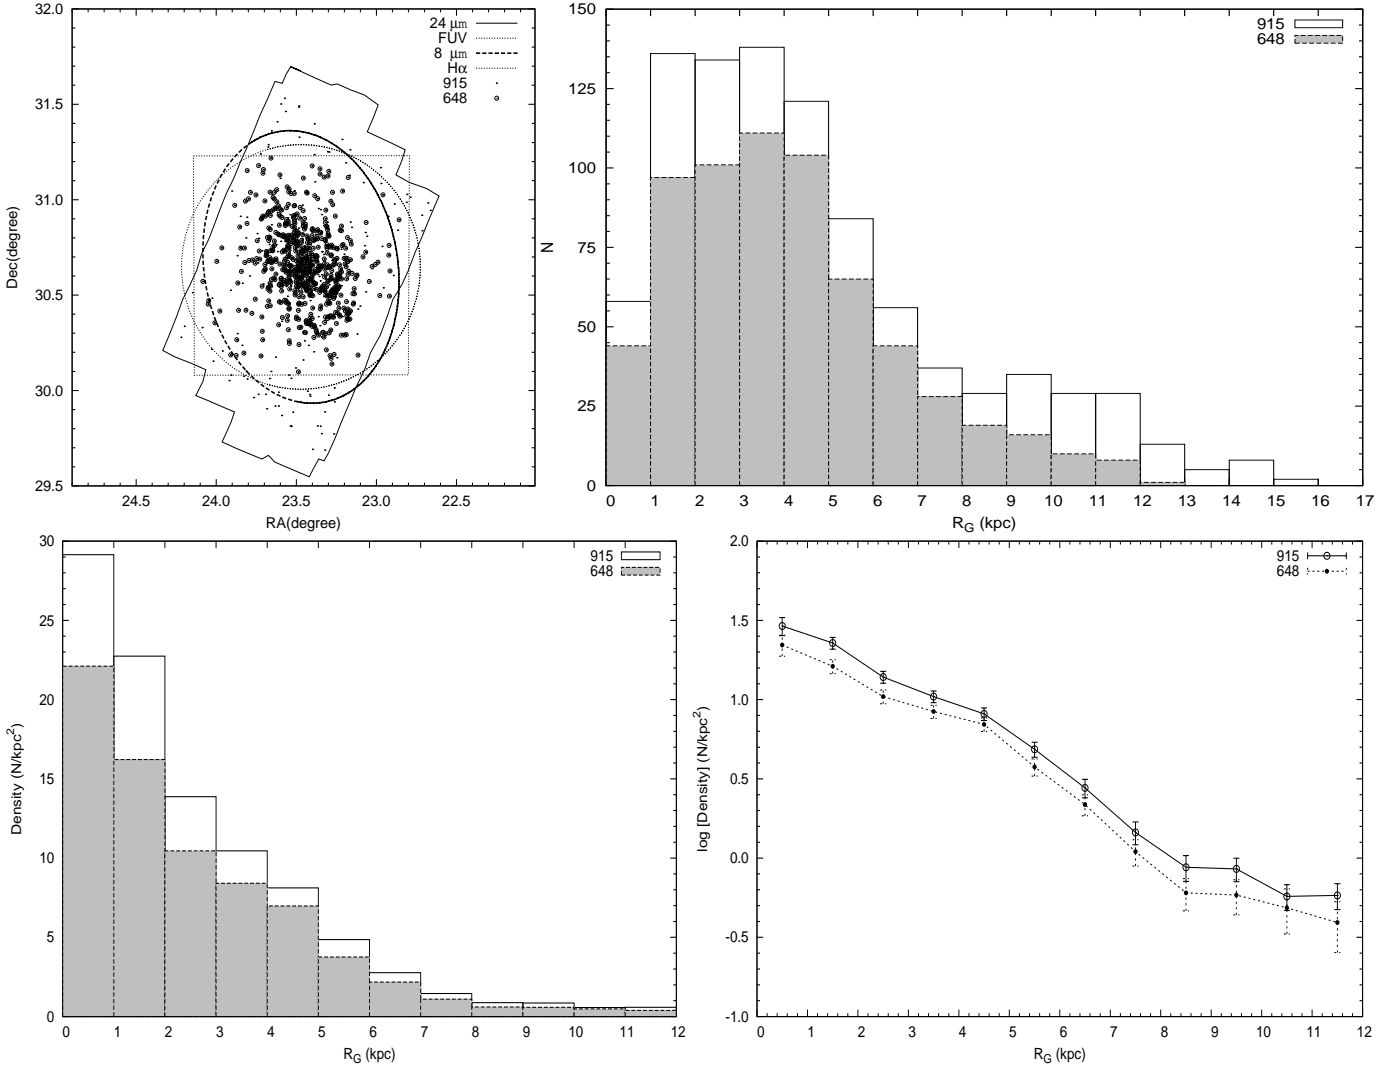 32.0
31.5
31.0
30.5
30.0
29.5
24.5 24.0 23.5 23.0 22.5
RA(degree)
Dec(degree)
24 μm
FUV
8 μm
Hα
915
648
150
125
100
75
50
25
0
0 1 2 3 4 5 6 7 8 9 10 11 12 13 14 15 16 17
R_G (kpc)
N
915
648
30
25
20
15
10
5
0
0 1 2 3 4 5 6 7 8 9 10 11 12
R_G (kpc)
Density (N/kpc²)
915
648
2.0
1.5
1.0
0.5
0.0
-0.5
-1.0
0 1 2 3 4 5 6 7 8 9 10 11 12
R_G (kpc)
log [Density] (N/kpc²)
915
648